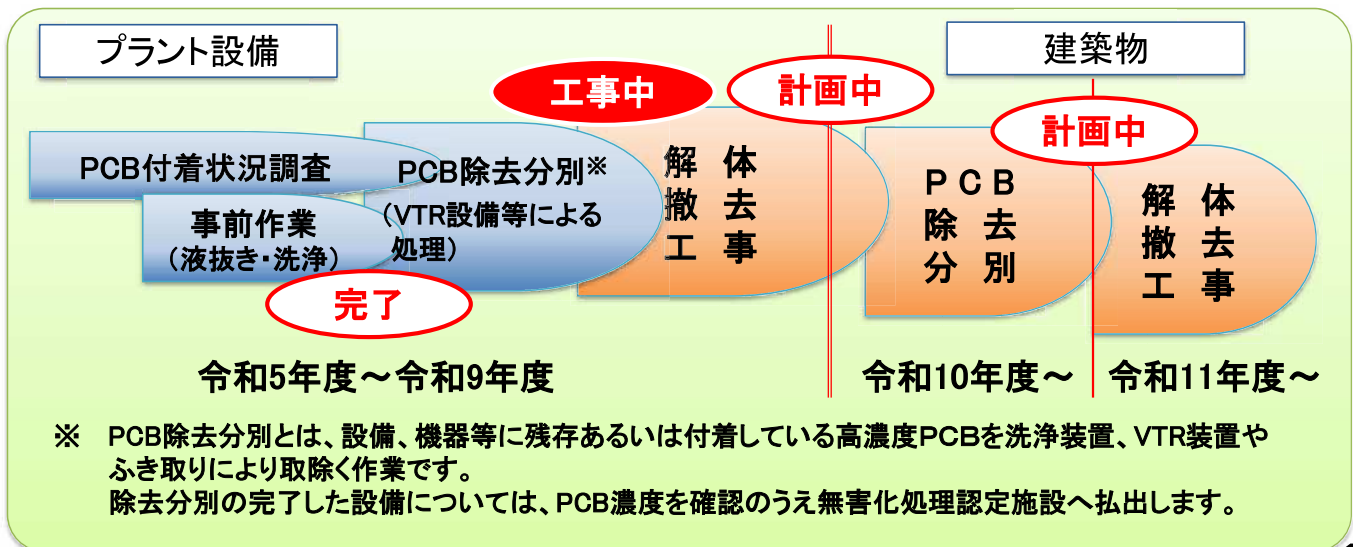 プラント設備
建築物
工事中
計画中
計画中
PCB付着状況調査
事前作業
(液抜き・洗浄)
完了
PCB除去分別※
(VTR設備等による
処理)
解 体
撤 去
工 事
PCB
除 去
分 別
解 体
撤 去
工 事
令和5年度～令和9年度
令和10年度～
令和11年度～
※ PCB除去分別とは、設備、機器等に残存あるいは付着している高濃度PCBを洗浄装置、VTR装置や
ふき取りにより取除く作業です。
除去分別の完了した設備については、PCB濃度を確認のうえ無害化処理認定施設へ払出します。